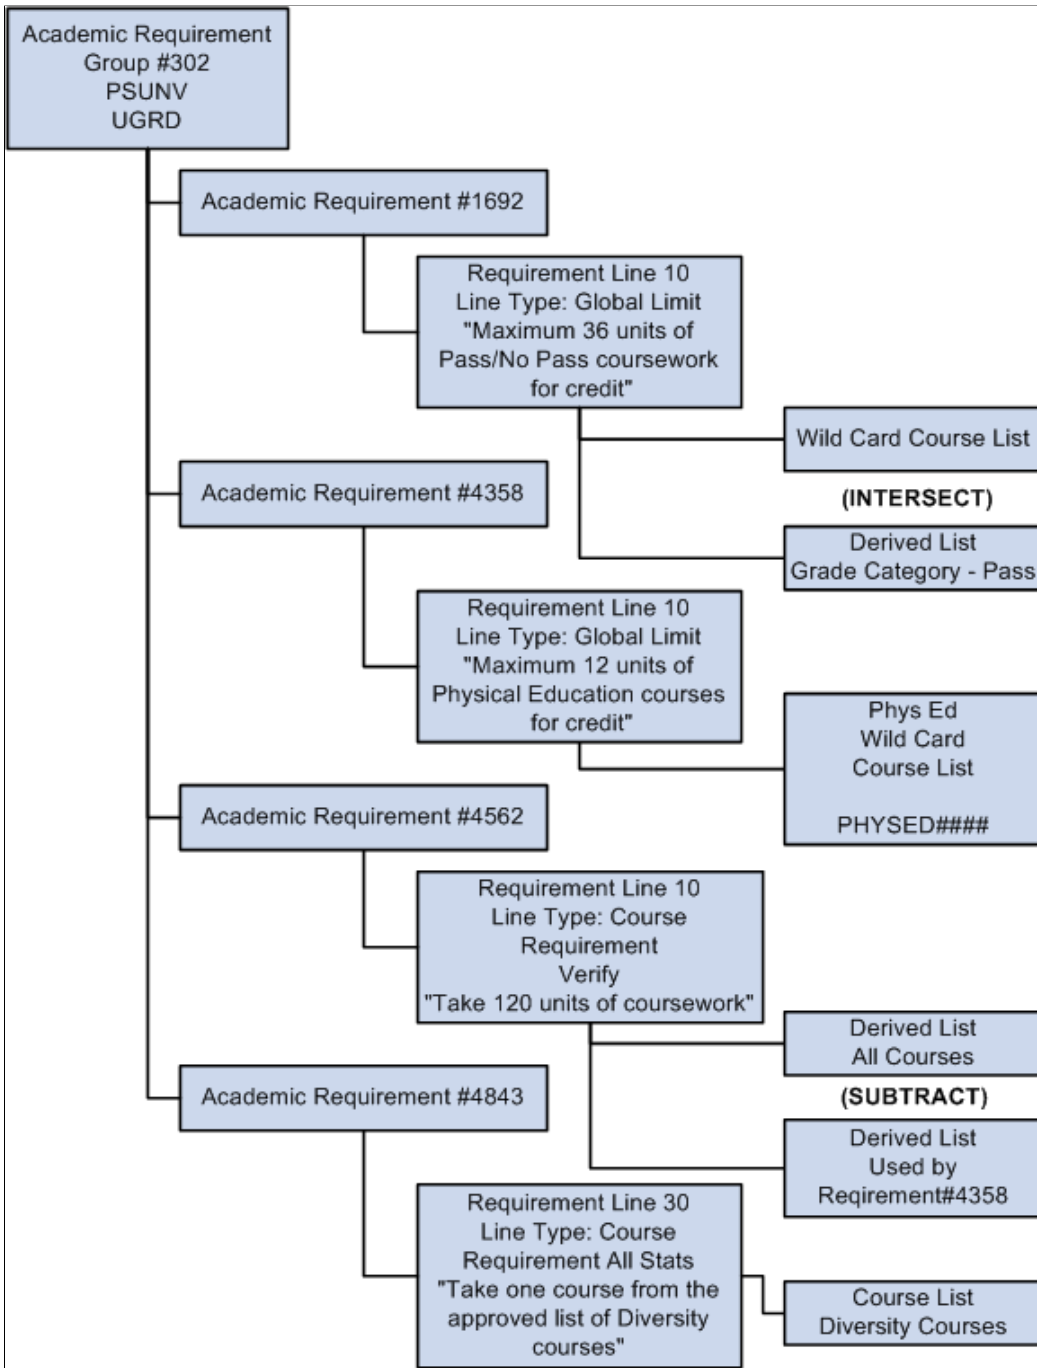 Academic Requirement
Group #302
PSUNV
UGRD
Academic Requirement #1692
Requirement Line 10
Line Type: Global Limit
"Maximum 36 units of
Pass/No Pass coursework
for credit"
Wild Card Course List
(INTERSECT)
Derived List
Grade Category - Pass
Academic Requirement #4358
Requirement Line 10
Line Type: Global Limit
"Maximum 12 units of
Physical Education courses
for credit"
Phys Ed
Wild Card
Course List
PHYSED####
Academic Requirement #4562
Requirement Line 10
Line Type: Course
Requirement
Verify
"Take 120 units of coursework"
Derived List
All Courses
(SUBTRACT)
Derived List
Used by
Reqirement#4358
Academic Requirement #4843
Requirement Line 30
Line Type: Course
Requirement All Stats
"Take one course from the
approved list of Diversity
courses"
Course List
Diversity Courses